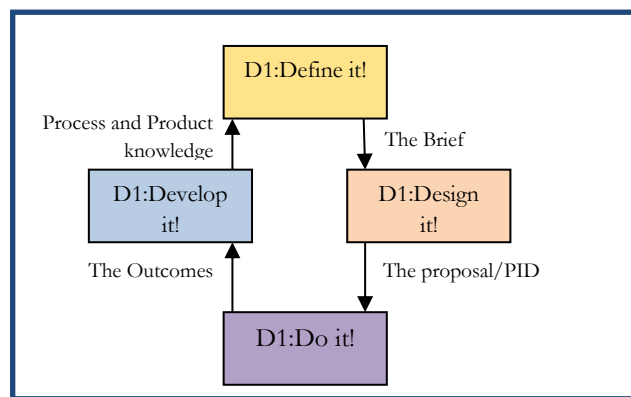 D1:Define it!
Process and Product
knowledge
The Brief
D1:Develop
it!
D1:Design
it!
The Outcomes
The proposal/PID
D1:Do it!